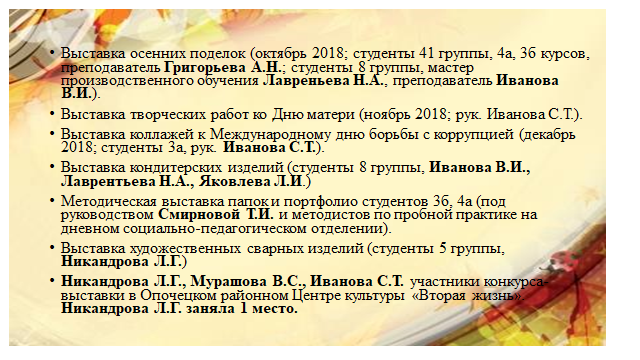 • Выставка осенних поделок (октябрь 2018; студенты 41 группы, 4а, 3б курсов,
преподаватель Григорьева А.Н.; студенты 8 группы, мастер
производственного обучения Лавреньева Н.А., преподаватель Иванова
В.И.).
• Выставка творческих работ ко Дню матери (ноябрь 2018; рук. Иванова С.Т.).
• Выставка коллажей к Международному дню борьбы с коррупцией (декабрь
2018; студенты 3а, рук. Иванова С.Т.).
• Выставка кондитерских изделий (студенты 8 группы, Иванова В.И.,
Лаврентьева Н.А., Яковлева Л.И.)
• Методическая выставка папок и портфолио студентов 3б, 4а (под
руководством Смирновой Т.И. и методистов по пробной практике на
дневном социально-педагогическом отделении).
• Выставка художественных сварных изделий (студенты 5 группы,
Никандрова Л.Г.)
• Никандрова Л.Г., Мурашова В.С., Иванова С.Т. участники конкурса-
выставки в Опочецком районном Центре культуры «Вторая жизнь».
Никандрова Л.Г. заняла 1 место.